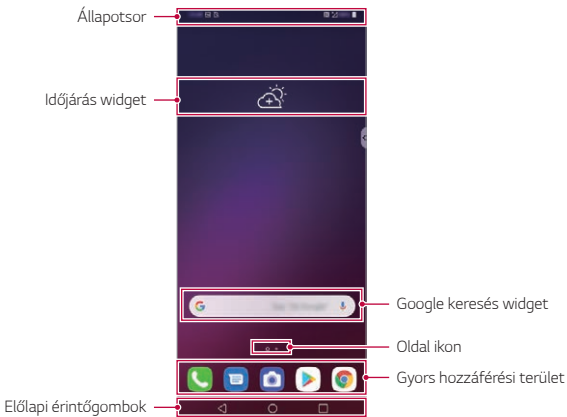 Állapotsor
Időjárás widget
Google keresés widget
Oldal ikon
Gyors hozzáférési terület
Előlapi érintőgombok